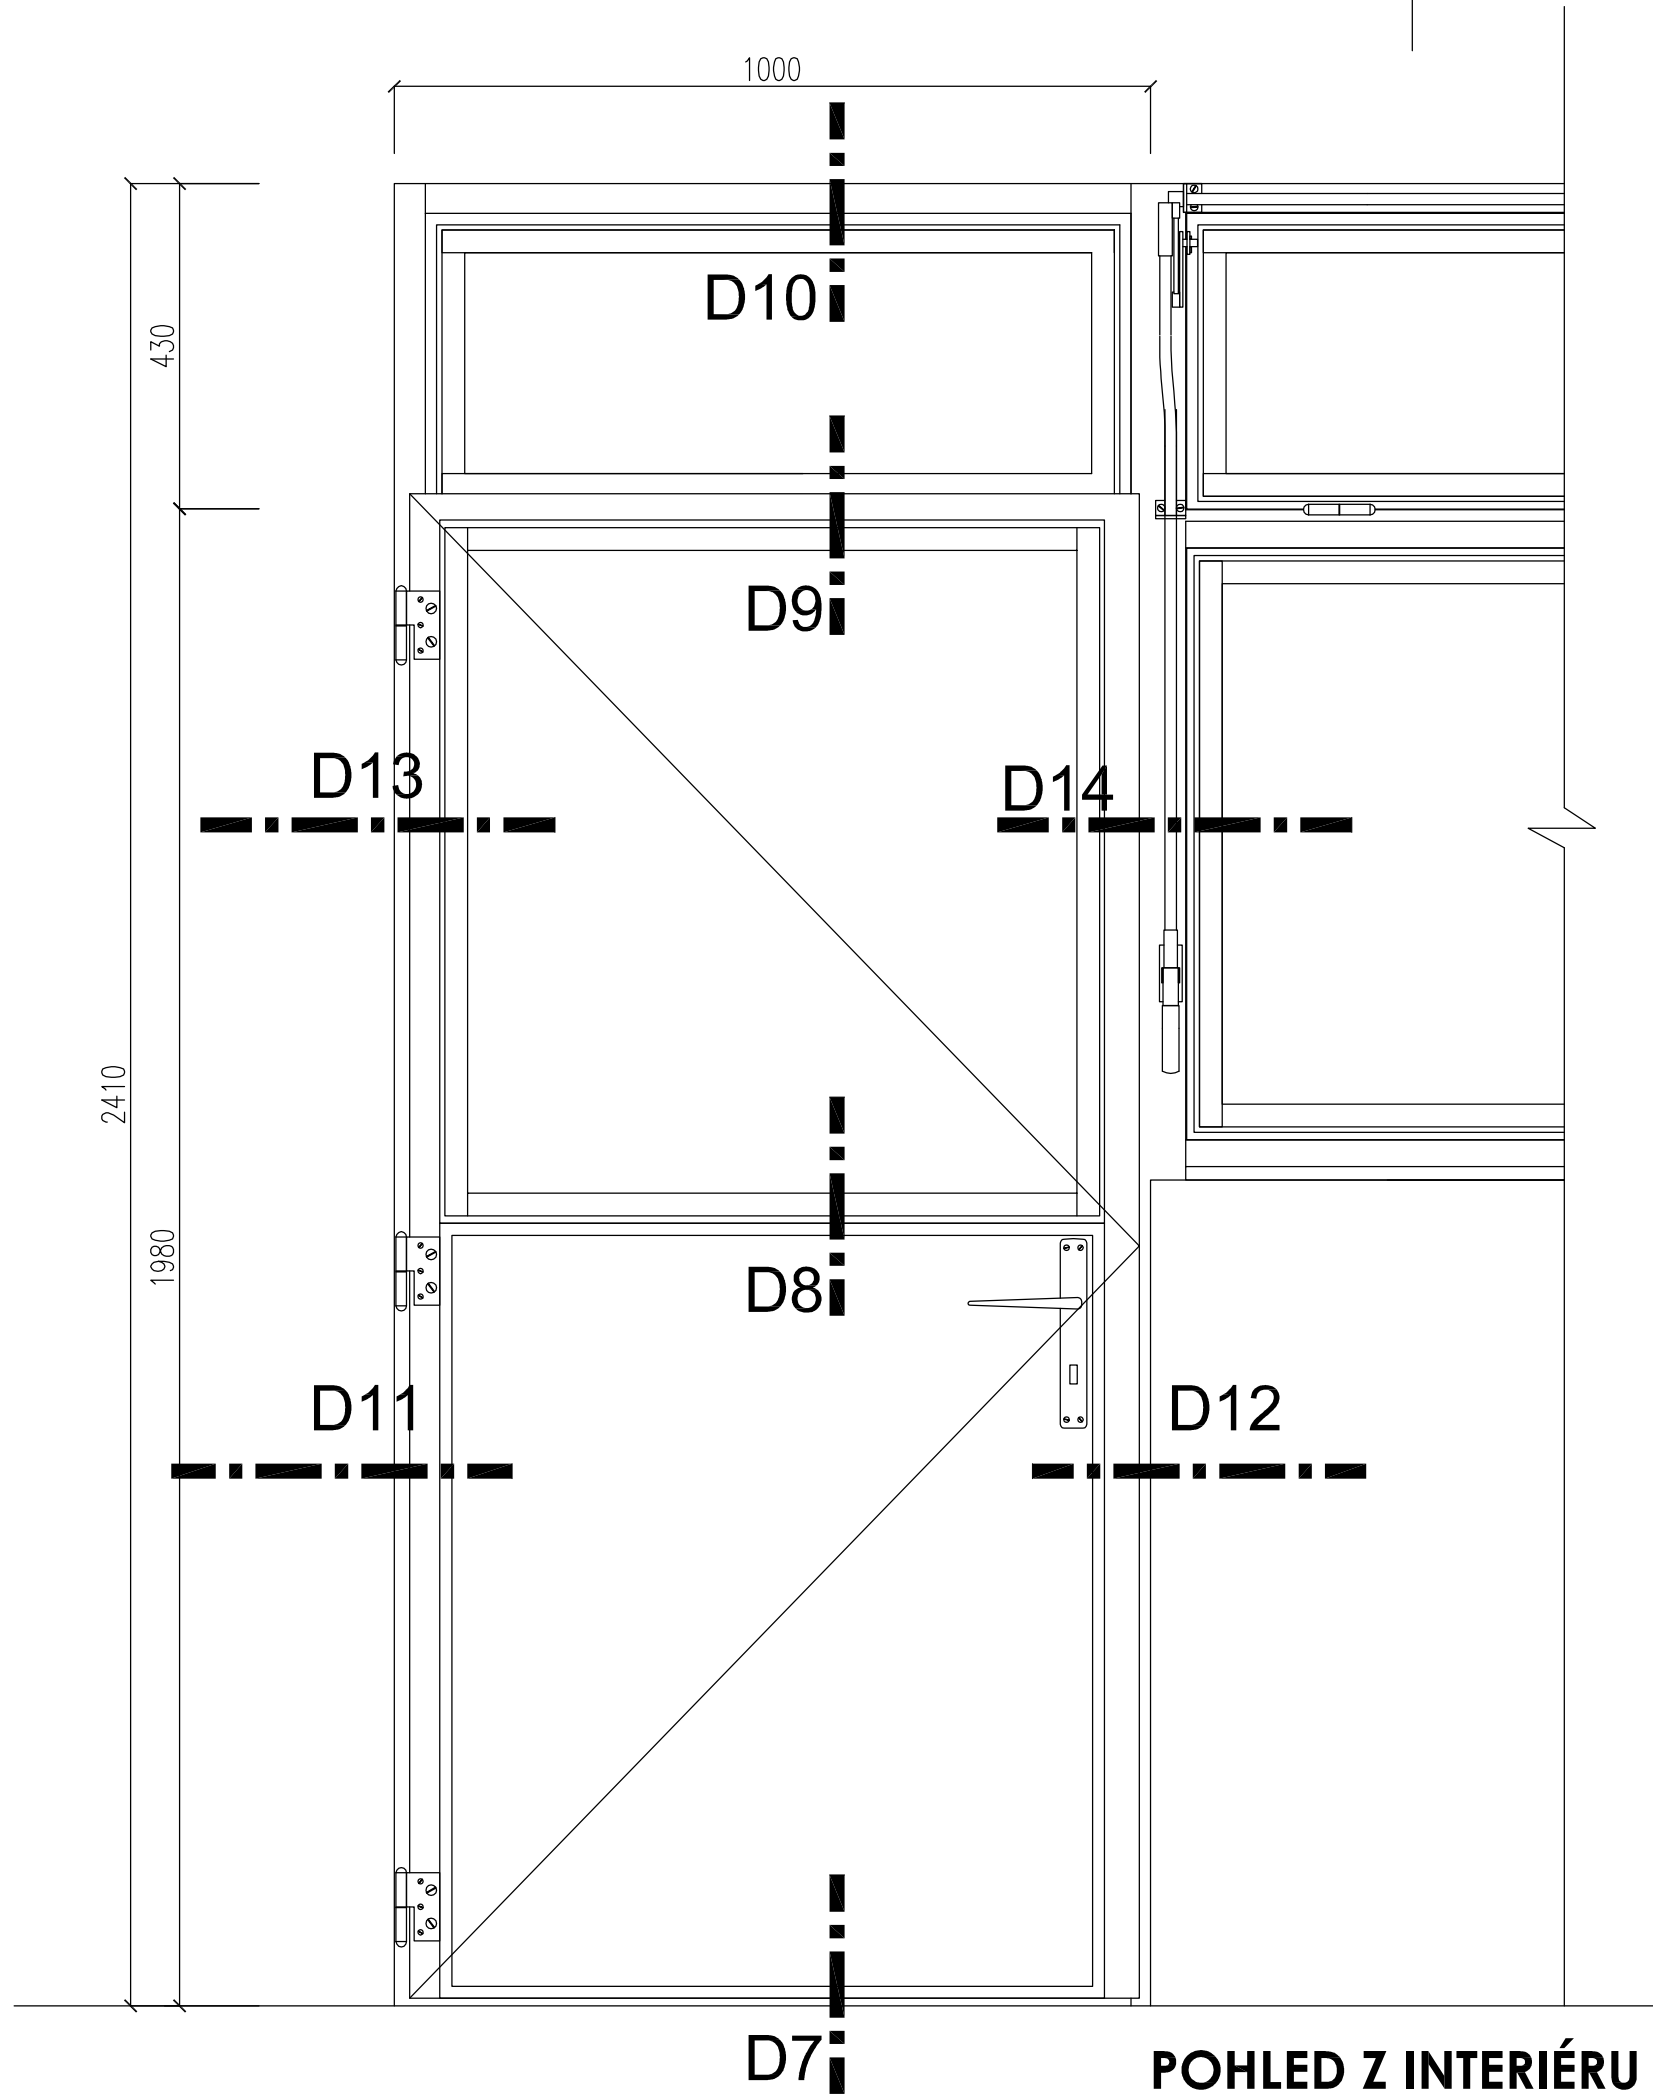 1000
D10
430
D9
D13
D14
2410
1980
D8
D11
D12
D7
POHLED Z INTERIÉRU